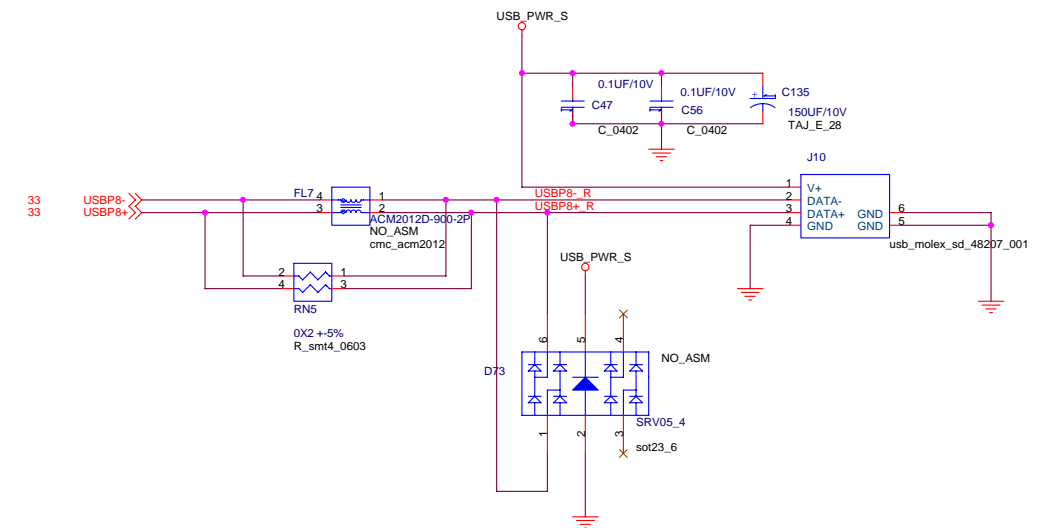 USB_PWR_S
0.1UF/10V
C47
C_0402
0.1UF/10V
C56
C_0402
+
C135
150UF/10V
TAJ_E_28
J10
1 V+
2 DATA-
3 DATA+ GND 6
4 GND GND 5
usb_molex_sd_48207_001
33 USBP8-
33 USBP8+
FL7 4 1
3 2
ACM2012D-900-2P
NO_ASM
cmc_acm2012
USBP8-_R
USBP8+_R
2 1
4 3
RN5
0X2 +-5%
R_smt4_0603
USB_PWR_S
6 5 4
NO_ASM
D73
SRV05_4
1 2 3
sot23_6